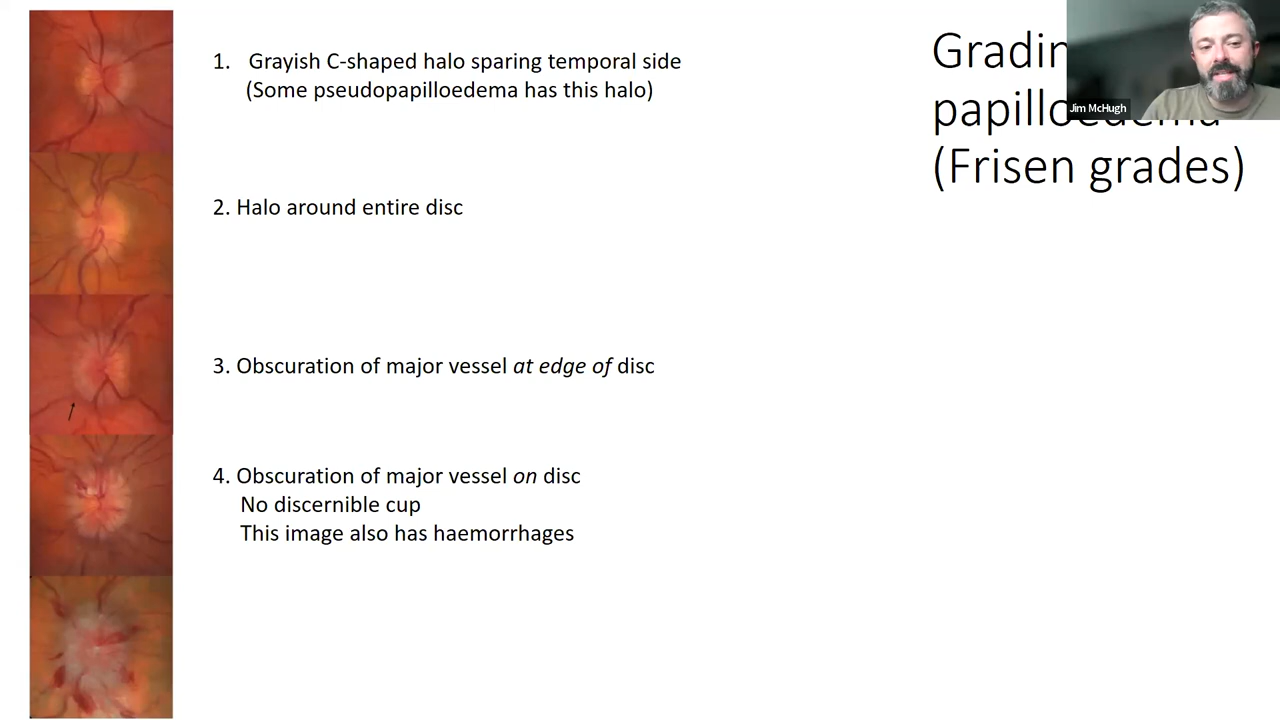 1. Grayish C-shaped halo sparing temporal side
(Some pseudopapilloedema has this halo)
2. Halo around entire disc
3. Obscuration of major vessel at edge of disc
4. Obscuration of major vessel on disc
No discernible cup
This image also has haemorrhages
Gradin
papilloedema
(Frisen grades)
Jim McHugh